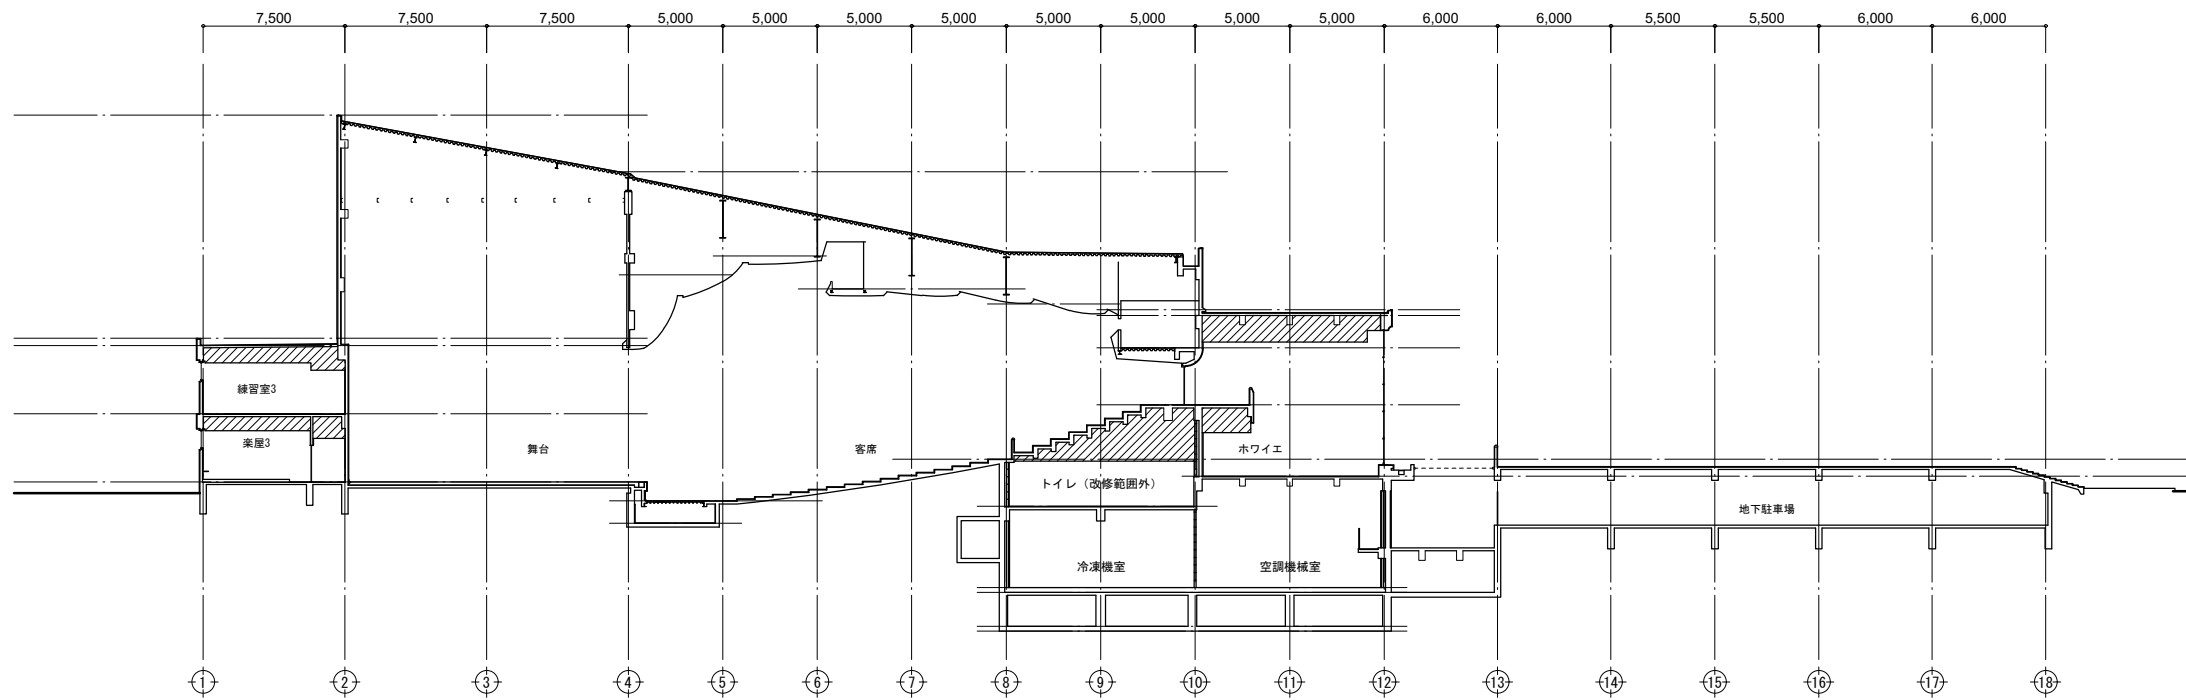 7,500 7,500 7,500 5,000 5,000 5,000 5,000 5,000 5,000 5,000 5,000 6,000 6,000 5,500 5,500 6,000 6,000
練習室3
楽屋3
舞台
客席
ホワイエ
トイレ（改修範囲外）
地下駐車場
冷凍機室
空調機械室
1 2 3 4 5 6 7 8 9 10 11 12 13 14 15 16 17 18